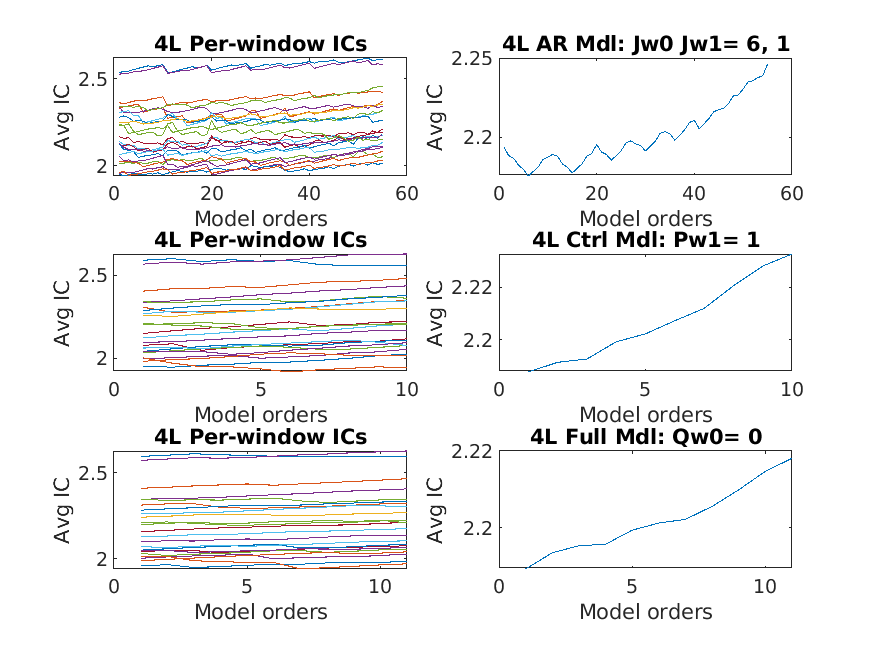 4L Per-window ICs
4L AR Mdl: Jw0 Jw1= 6, 1
Avg IC
2.5
2
0
20
40
60
Model orders
Avg IC
2.25
2.2
0
20
40
60
Model orders
4L Per-window ICs
4L Ctrl Mdl: Pw1= 1
Avg IC
2.5
2
0
5
10
Model orders
Avg IC
2.22
2.2
0
5
10
Model orders
4L Per-window ICs
4L Full Mdl: Qw0= 0
Avg IC
2.5
2
0
5
10
Model orders
Avg IC
2.22
2.2
0
5
10
Model orders